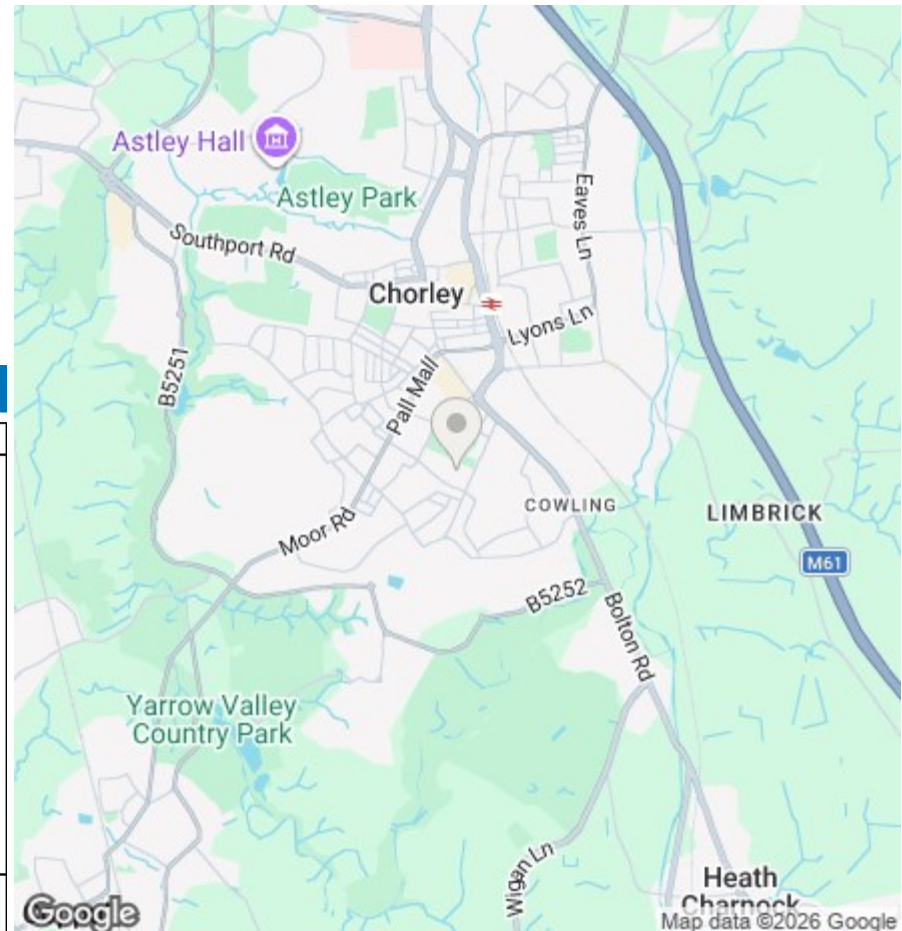 Astley Hall
Astley Park
Southport Rd
Eaves Ln
Chorley
Lyons Ln
B5251
Pall Mall
COWLING
LIMBRICK
Moor Rd
M61
B5252
Bolton Rd
Yarrow Valley
Country Park
Wigan Ln
Heath
Charnock
Google
Map data ©2026 Google